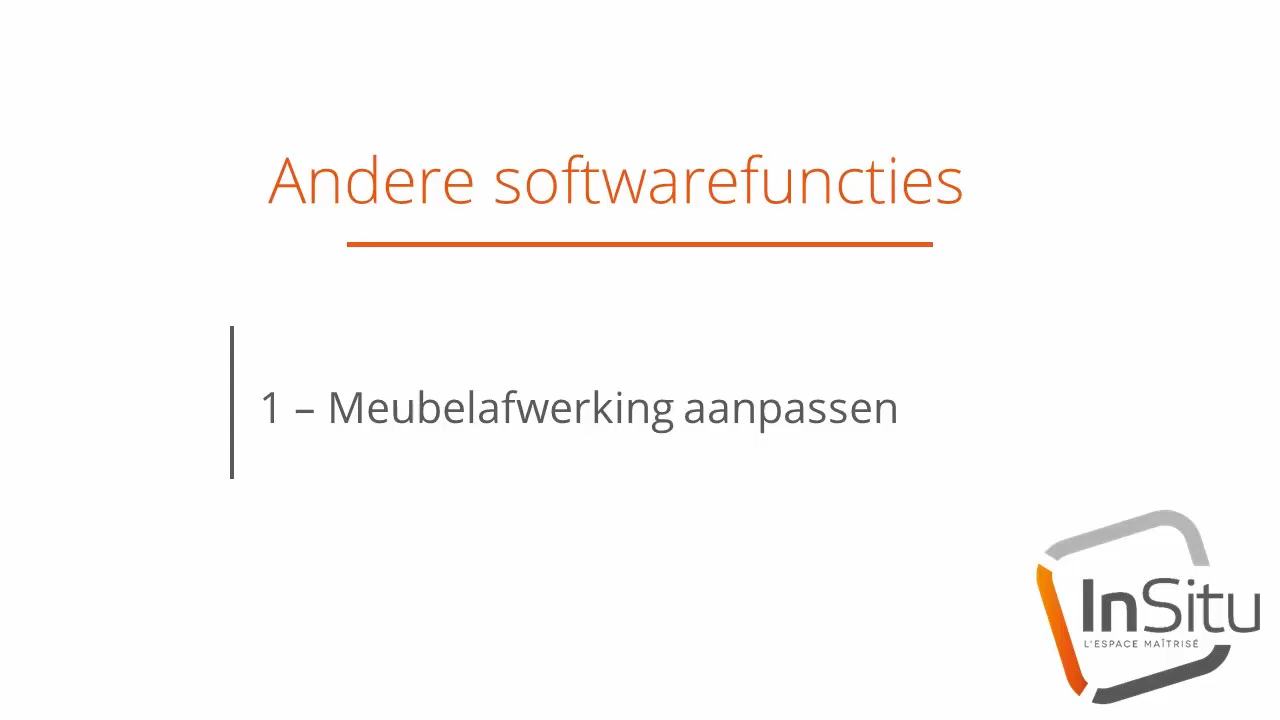 Andere softwarefuncties
1 – Meubelafwerking aanpassen
InSitu
L'ESPACE MAÎTRISÉ